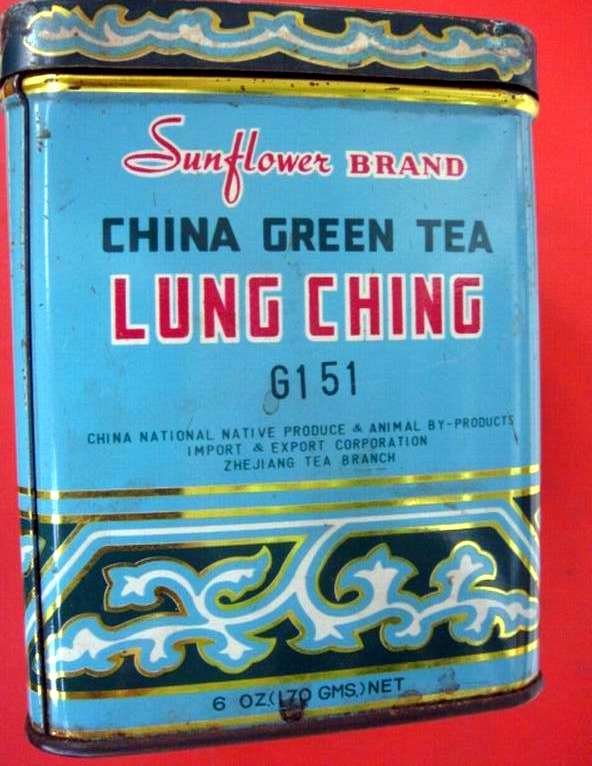 Sunflower BRAND
CHINA GREEN TEA
LUNG CHING
G151
CHINA NATIONAL NATIVE PRODUCE & ANIMAL BY-PRODUCTS
IMPORT & EXPORT CORPORATION
ZHEJIANG TEA BRANCH
6 OZ.(170 GMS.)NET